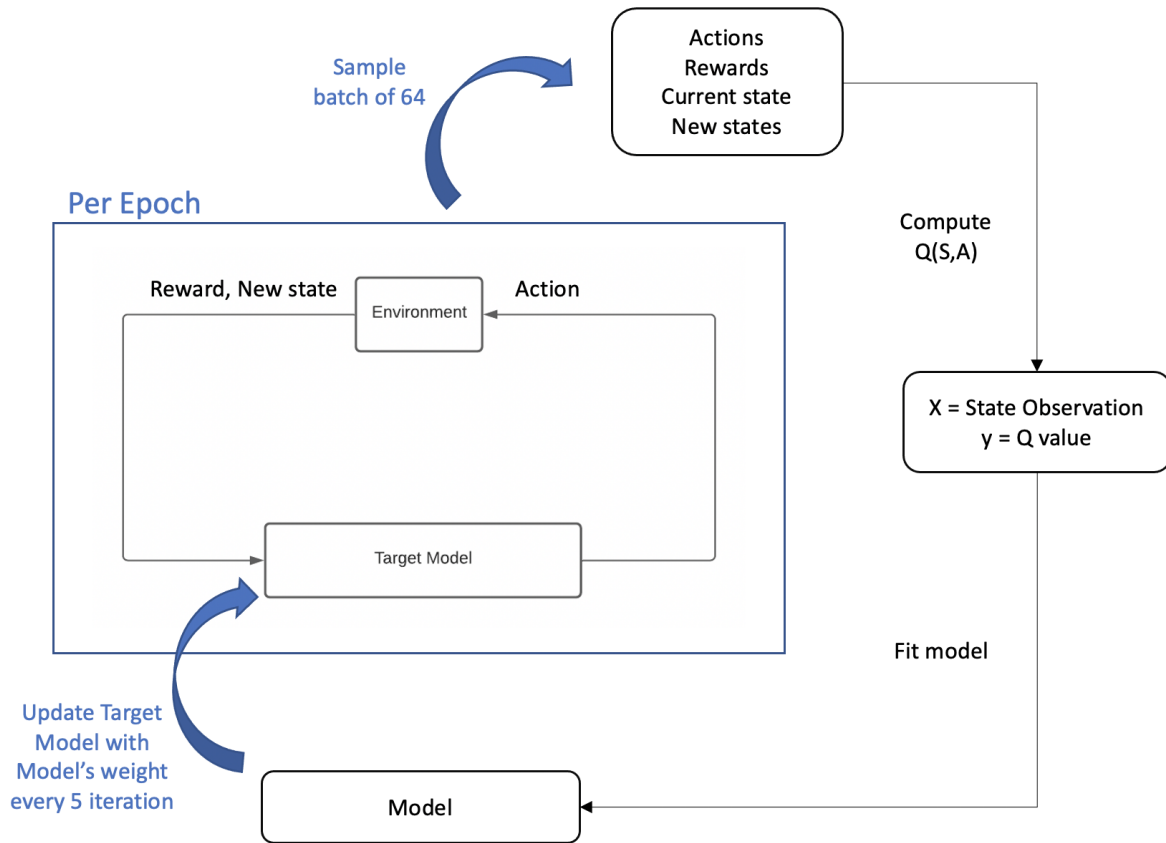 Actions
Rewards
Current state
New states
Sample
batch of 64
Per Epoch
Compute
Q(S,A)
Reward, New state
Environment
Action
X = State Observation
y = Q value
Target Model
Fit model
Update Target
Model with
Model’s weight
every 5 iteration
Model